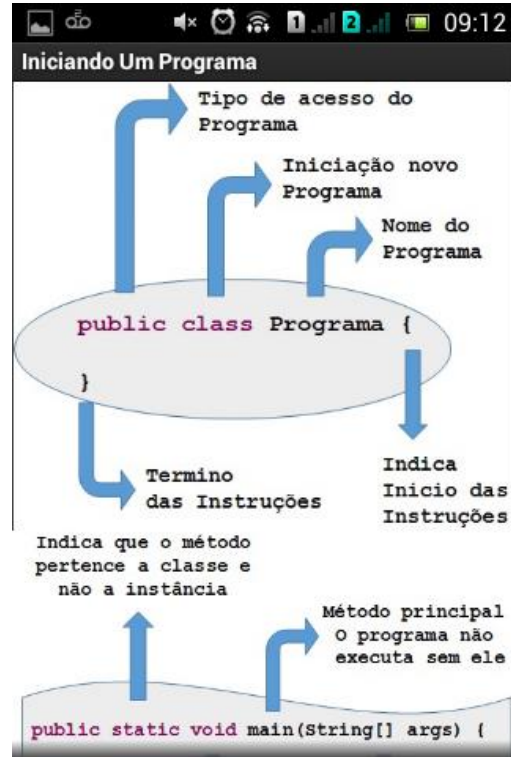 09:12
Iniciando Um Programa
Tipo de acesso do
Programa
Iniciação novo
Programa
Nome do
Programa
public class Programa {
}
Termino
das Instruções
Indica
Inicio das
Instruções
Indica que o método
pertence a classe e
não a instância
Método principal
O programa não
executa sem ele
public static void main(String[] args) {